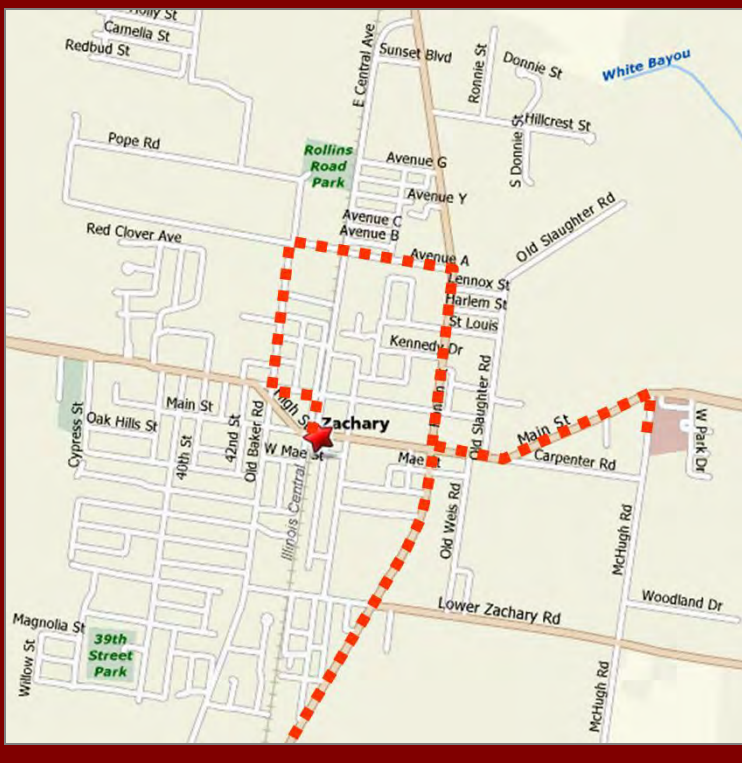 Holly St
Camelia St
Redbud St
E Central Ave
Sunset Blvd
Ronnie St
Donnie St
White Bayou
Hillcrest St
S Donnie St
Pope Rd
Rollins
Road
Park
Avenue G
Avenue Y
Avenue C
Avenue B
Avenue A
Old Slaughter Rd
Red Clover Ave
Lennox St
Harlem St
St Louis
Kennedy Dr
Old Slaughter Rd
Main St
High St
Zachary
Main St
W Park Dr
Cypress St
Oak Hills St
40th St
42nd St
Old Baker Rd
W Mae St
Mae St
Carpenter Rd
Illinois Central
Old Weis Rd
McHugh Rd
Woodland Dr
Lower Zachary Rd
Magnolia St
Willow St
39th
Street
Park
McHugh Rd